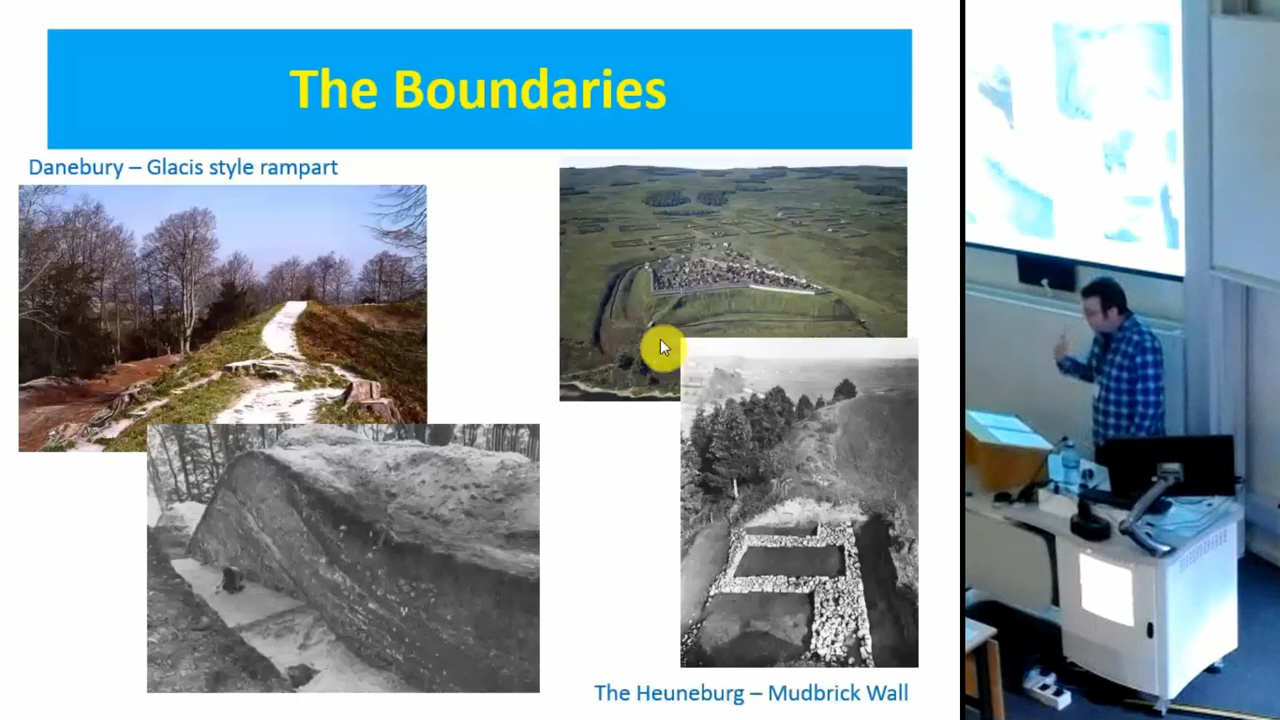 The Boundaries
Danebury – Glacis style rampart
The Heuneburg – Mudbrick Wall